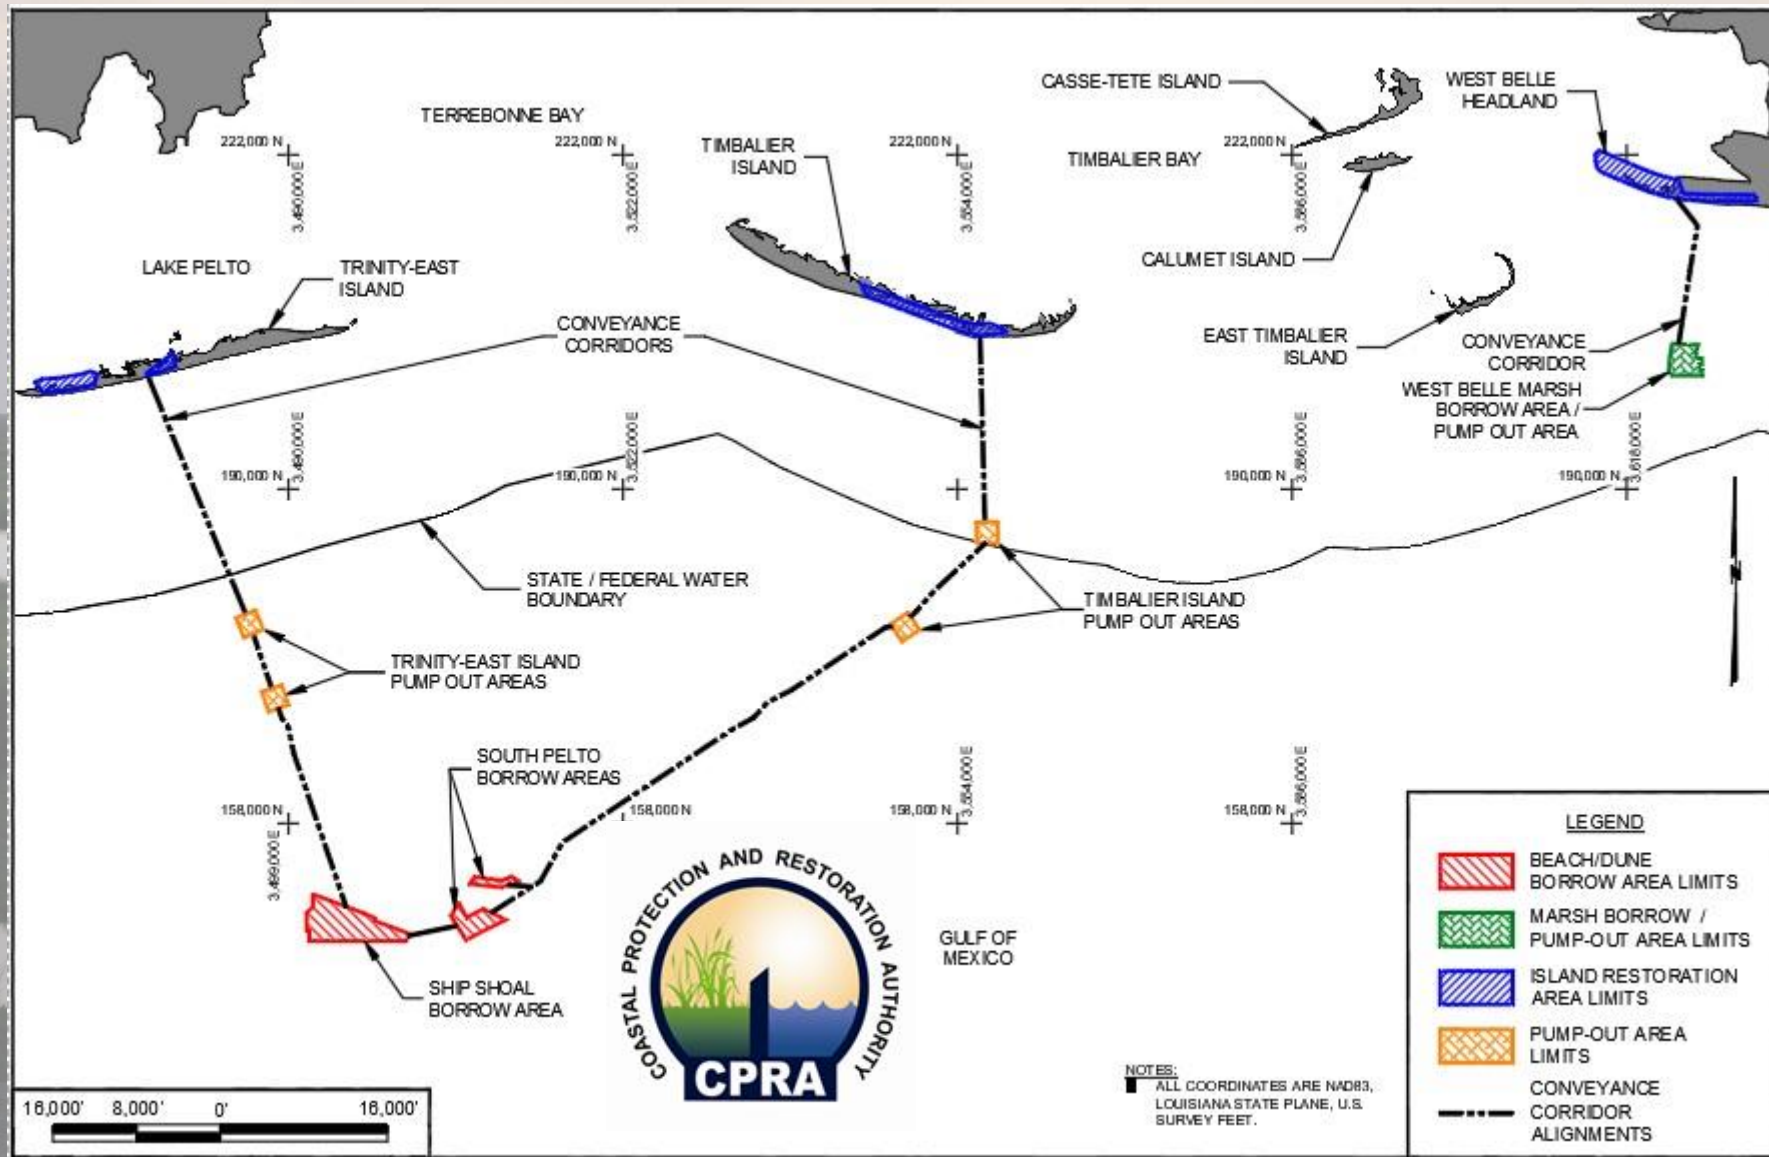 TERREBONNE BAY
CASSE-TETE ISLAND
WEST BELLE
HEADLAND
222,000 N
3,490,000 E
222,000 N
3,522,000 E
TIMBALIER
ISLAND
222,000 N
3,554,000 E
TIMBALIER BAY
222,000 N
3,586,000 E
LAKE PELTO
TRINITY-EAST
ISLAND
CALUMET ISLAND
CONVEYANCE
CORRIDORS
EAST TIMBALIER
ISLAND
CONVEYANCE
CORRIDOR
WEST BELLE MARSH
BORROW AREA /
PUMP OUT AREA
190,000 N
3,490,000 E
190,000 N
3,522,000 E
190,000 N
3,586,000 E
190,000 N
3,618,000 E
STATE / FEDERAL WATER
BOUNDARY
TIMBALIER ISLAND
PUMP OUT AREAS
N
TRINITY-EAST ISLAND
PUMP OUT AREAS
SOUTH PELTO
BORROW AREAS
158,000 N
3,499,000 E
158,000 N
158,000 N
3,554,000 E
158,000 N
3,586,000 E
SHIP SHOAL
BORROW AREA
COASTAL PROTECTION AND RESTORATION AUTHORITY
CPRA
GULF OF
MEXICO
LEGEND
BEACH/DUNE
BORROW AREA LIMITS
MARSH BORROW /
PUMP-OUT AREA LIMITS
ISLAND RESTORATION
AREA LIMITS
PUMP-OUT AREA
LIMITS
CONVEYANCE
CORRIDOR
ALIGNMENTS
NOTES:
ALL COORDINATES ARE NAD83,
LOUISIANA STATE PLANE, U.S.
SURVEY FEET.
16,000' 8,000' 0' 16,000'